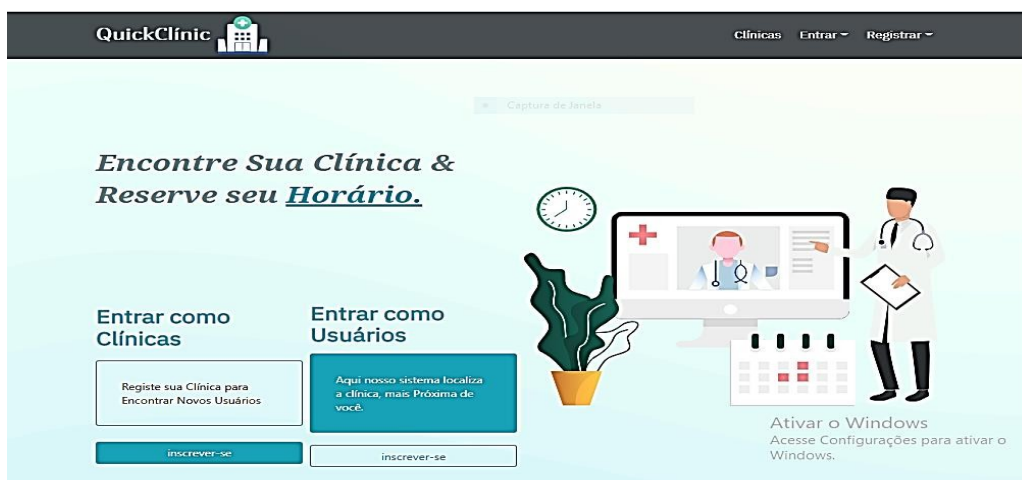 QuickClínic
Clínicas Entrar Registrar
Captura de Janela
Encontre Sua Clínica &
Reserve seu Horário.
Entrar como
Clínicas
Registe sua Clínica para
Encontrar Novos Usuários
inscrever-se
Entrar como
Usuários
Aqui nosso sistema localiza
a clínica, mais Próxima de
você.
inscrever-se
Ativar o Windows
Acesse Configurações para ativar o
Windows.